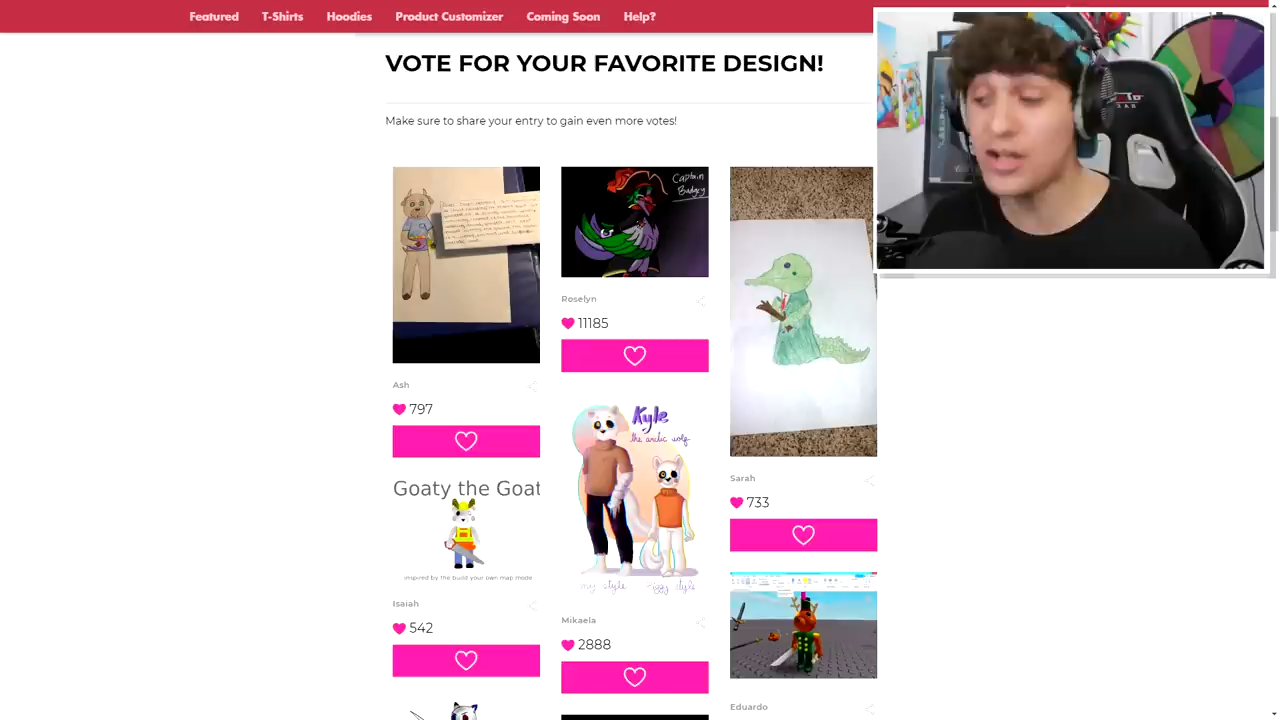 Featured
T-Shirts
Hoodies
Product Customizer
Coming Soon
Help?
VOTE FOR YOUR FAVORITE DESIGN!
Make sure to share your entry to gain even more votes!
Captain
Budgey
Roselyn
11185
Ash
797
Kyle
the arctic wolf
my style
Piggy style
Sarah
733
Goaty the Goat
inspired by the build your own map mode
Isaiah
542
Mikaela
2888
Eduardo